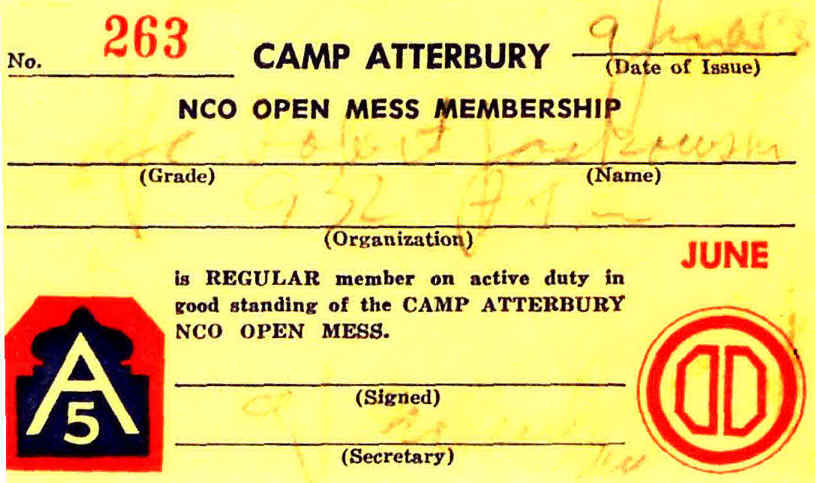 No. 263
CAMP ATTERBURY
(Date of Issue)
NCO OPEN MESS MEMBERSHIP
(Grade) (Name)
(Organization)
JUNE
is REGULAR member on active duty in
good standing of the CAMP ATTERBURY
NCO OPEN MESS.
A
5
(Signed)
(Secretary)